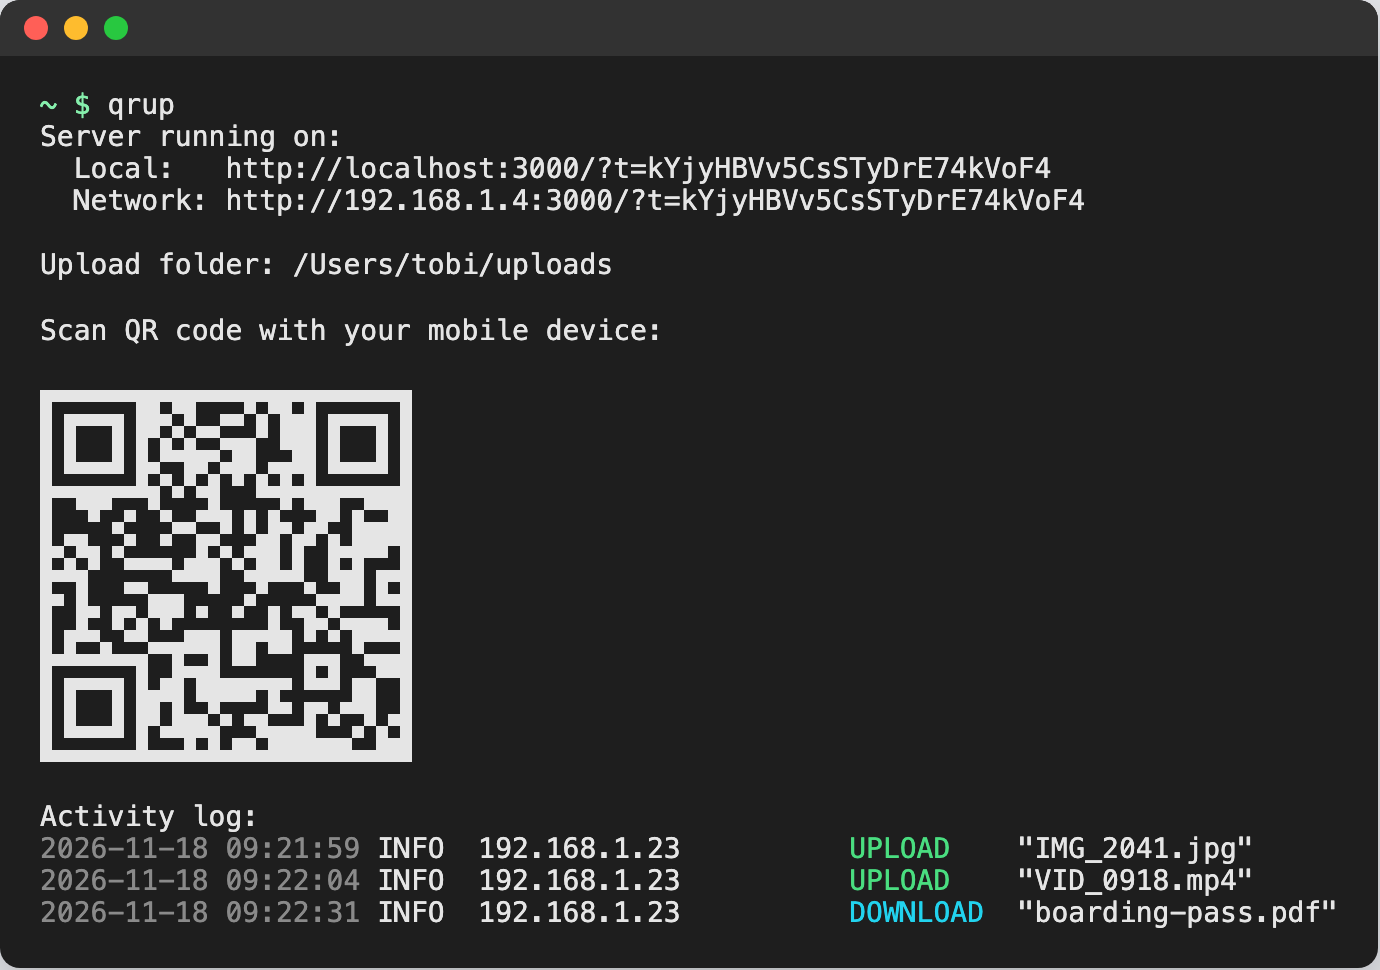 ~ $ qrup
Server running on:
  Local:   http://localhost:3000/?t=kYjyHBVv5CsSTyDrE74kVoF4
  Network: http://192.168.1.4:3000/?t=kYjyHBVv5CsSTyDrE74kVoF4
Upload folder: /Users/tobi/uploads
Scan QR code with your mobile device:
Activity log:
2026-11-18 09:21:59 INFO  192.168.1.23          UPLOAD    "IMG_2041.jpg"
2026-11-18 09:22:04 INFO  192.168.1.23          UPLOAD    "VID_0918.mp4"
2026-11-18 09:22:31 INFO  192.168.1.23          DOWNLOAD  "boarding-pass.pdf"